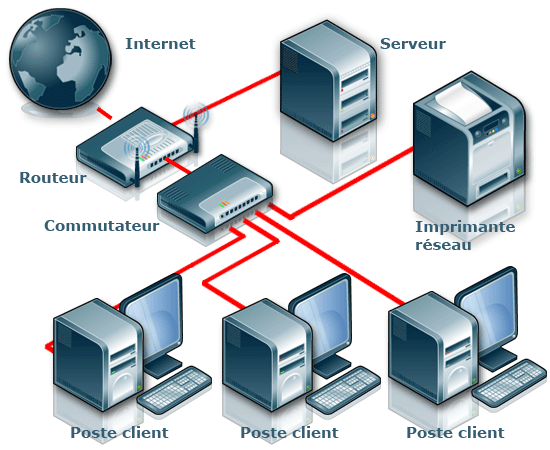 Internet
Serveur
Routeur
Commutateur
Imprimante
réseau
Poste client
Poste client
Poste client